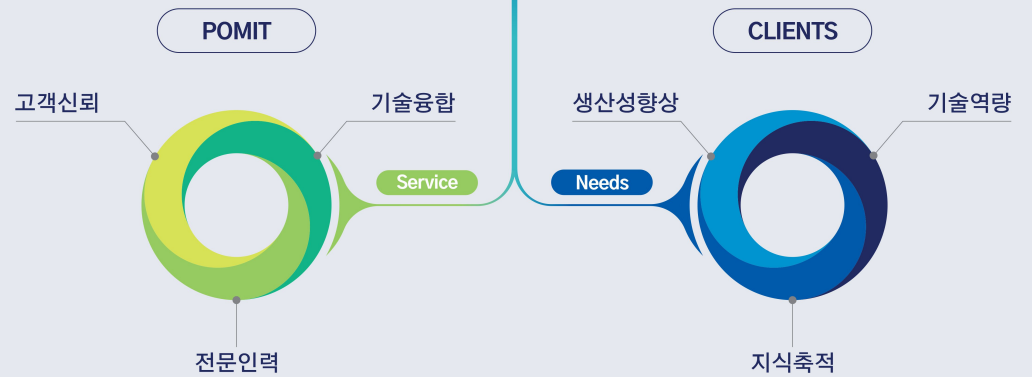 POMIT
CLIENTS
고객신뢰
기술융합
생산성향상
기술역량
Service
Needs
전문인력
지식축적